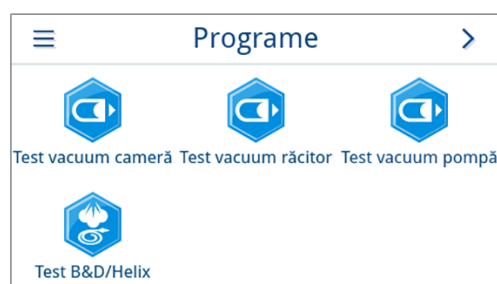 Programe
Test vacuum cameră Test vacuum răcitor Test vacuum pompă
Test B&D/Helix